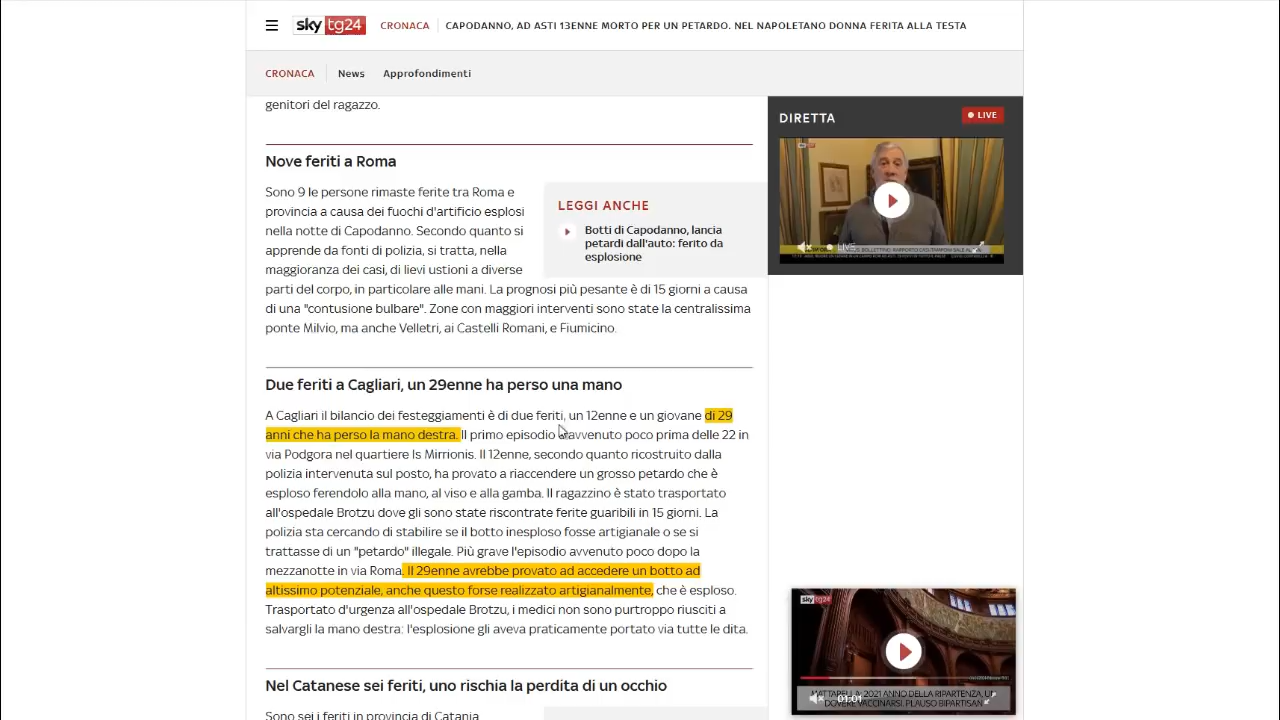 sky tg24 CRONACA CAPODANNO, AD ASTI 13ENNE MORTO PER UN PETARDO. NEL NAPOLETANO DONNA FERITA ALLA TESTA
CRONACA News Approfondimenti
genitori del ragazzo.
Nove feriti a Roma
Sono 9 le persone rimaste ferite tra Roma e
provincia a causa dei fuochi d'artificio esplosi
nella notte di Capodanno. Secondo quanto si
apprende da fonti di polizia, si tratta, nella
maggioranza dei casi, di lievi ustioni a diverse
parti del corpo, in particolare alle mani. La prognosi più pesante è di 15 giorni a causa
di una "contusione bulbare". Zone con maggiori interventi sono state la centralissima
ponte Milvio, ma anche Velletri, ai Castelli Romani, e Fiumicino.
LEGGI ANCHE
Botti di Capodanno, lancia
petardi dall'auto: ferito da
esplosione
Due feriti a Cagliari, un 29enne ha perso una mano
A Cagliari il bilancio dei festeggiamenti è di due feriti, un 12enne e un giovane di 29
anni che ha perso la mano destra. Il primo episodio è avvenuto poco prima delle 22 in
via Podgora nel quartiere Is Mirrionis. Il 12enne, secondo quanto ricostruito dalla
polizia intervenuta sul posto, ha provato a riaccendere un grosso petardo che è
esploso ferendolo alla mano, al viso e alla gamba. Il ragazzino è stato trasportato
all'ospedale Brotzu dove gli sono state riscontrate ferite guaribili in 15 giorni. La
polizia sta cercando di stabilire se il botto inesploso fosse artigianale o se si
trattasse di un "petardo" illegale. Più grave l'episodio avvenuto poco dopo la
mezzanotte in via Roma. Il 29enne avrebbe provato ad accedere un botto ad
altissimo potenziale, anche questo forse realizzato artigianalmente, che è esploso.
Trasportato d'urgenza all'ospedale Brotzu, i medici non sono purtroppo riusciti a
salvargli la mano destra: l'esplosione gli aveva praticamente portato via tutte le dita.
Nel Catanese sei feriti, uno rischia la perdita di un occhio
Sono sei i feriti in provincia di Catania
DIRETTA LIVE
LIVE
sky tg24
MATTARELLA: 2021 ANNO DELLA RIPARTENZA,
DOVERE VACCINARSI. PLAUSO BIPARTISAN